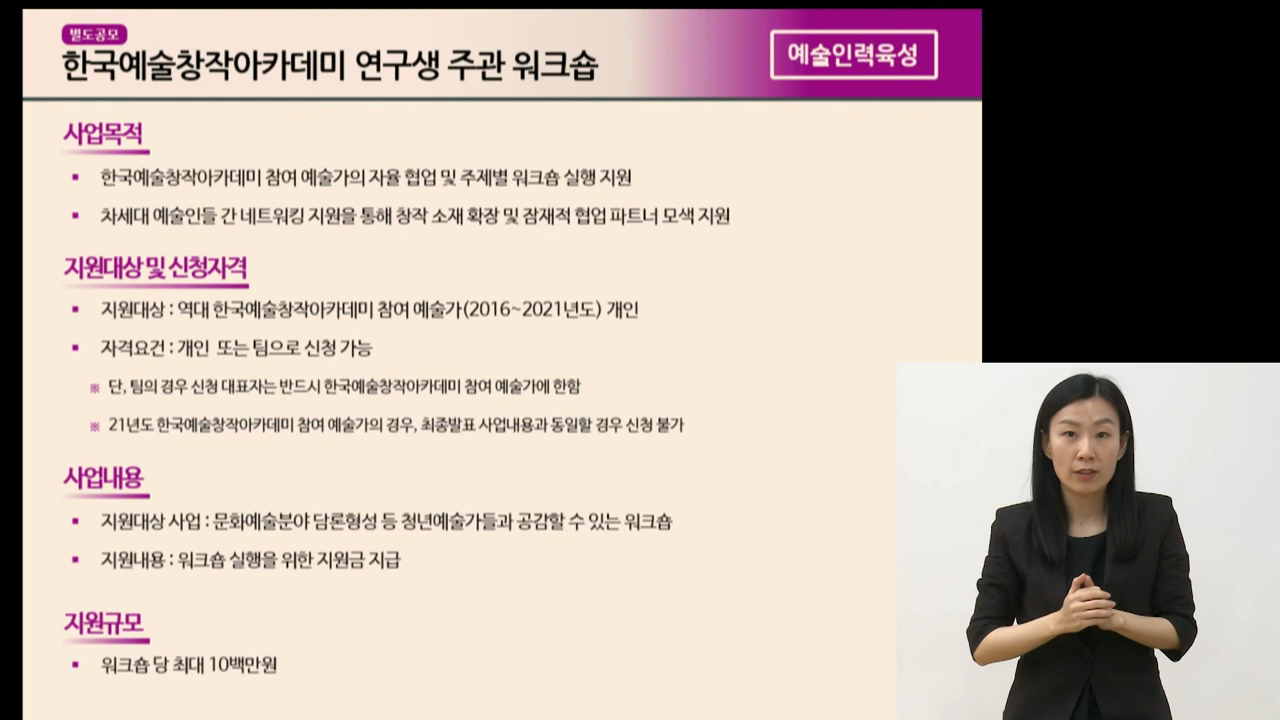 별도공모
한국예술창작아카데미 연구생 주관 워크숍
예술인력육성
사업목적
▪ 한국예술창작아카데미 참여 예술가의 자율 협업 및 주제별 워크숍 실행 지원
▪ 차세대 예술인들 간 네트워킹 지원을 통해 창작 소재 확장 및 잠재적 협업 파트너 모색 지원
지원대상 및 신청자격
▪ 지원대상 : 역대 한국예술창작아카데미 참여 예술가(2016~2021년도) 개인
▪ 자격요건 : 개인 또는 팀으로 신청 가능
※ 단, 팀의 경우 신청 대표자는 반드시 한국예술창작아카데미 참여 예술가에 한함
※ 21년도 한국예술창작아카데미 참여 예술가의 경우, 최종발표 사업내용과 동일할 경우 신청 불가
사업내용
▪ 지원대상 사업 : 문화예술분야 담론형성 등 청년예술가들과 공감할 수 있는 워크숍
▪ 지원내용 : 워크숍 실행을 위한 지원금 지급
지원규모
▪ 워크숍 당 최대 10백만원